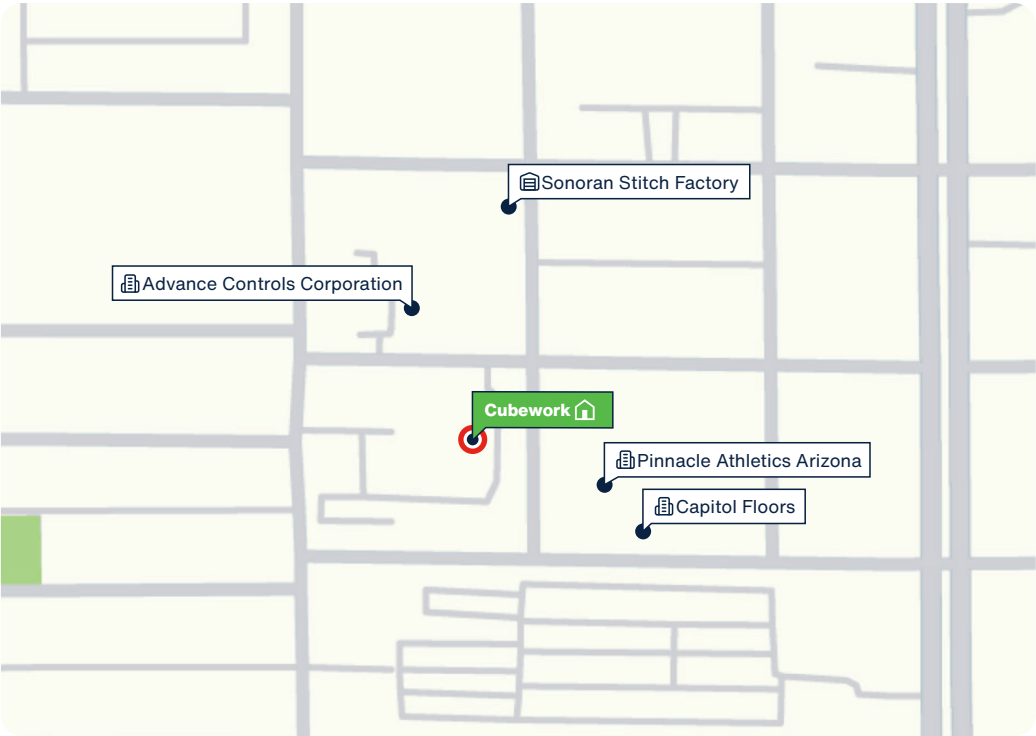 Sonoran Stitch Factory
Advance Controls Corporation
Cubework
Pinnacle Athletics Arizona
Capitol Floors